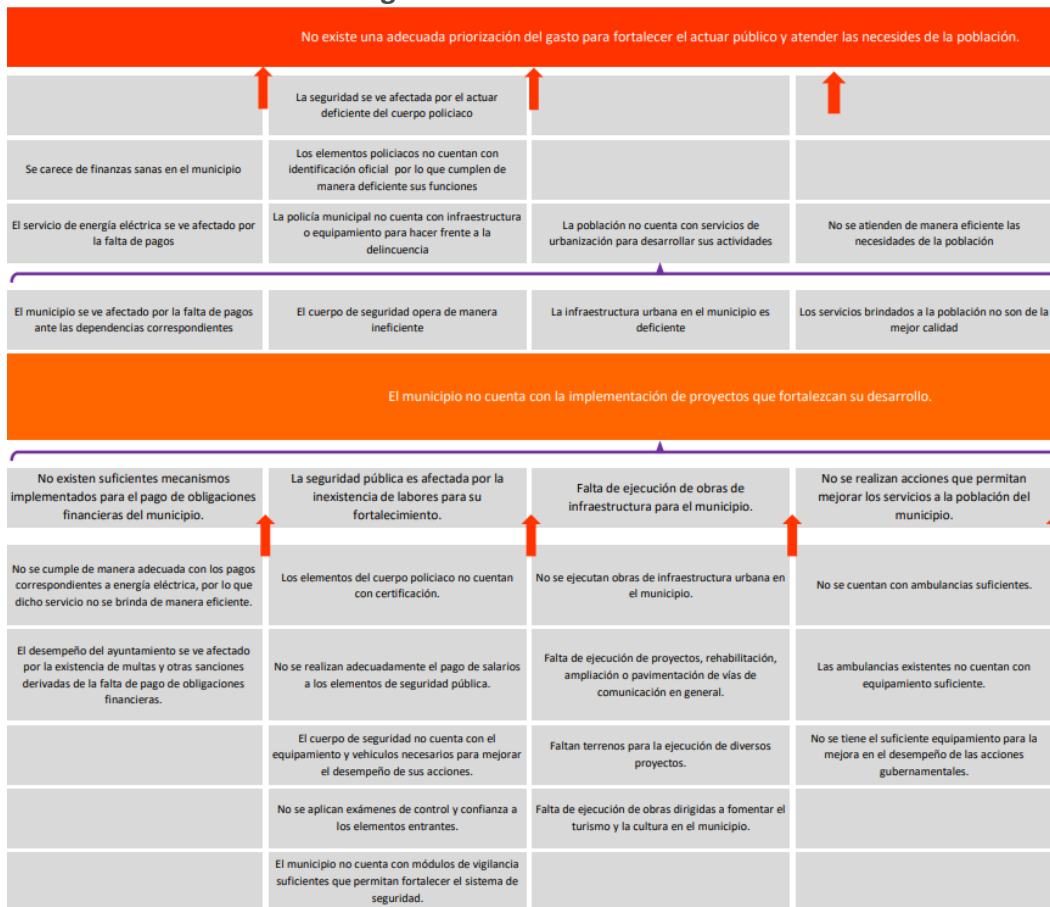 No existe una adecuada priorización del gasto para fortalecer el actuar público y atender las necesides de la población.
La seguridad se ve afectada por el actuar
deficiente del cuerpo policiaco
Se carece de finanzas sanas en el municipio
Los elementos policiacos no cuentan con
identificación oficial por lo que cumplen de
manera deficiente sus funciones
El servicio de energía eléctrica se ve afectado por
la falta de pagos
La policía municipal no cuenta con infraestructura
o equipamiento para hacer frente a la
delincuencia
La población no cuenta con servicios de
urbanización para desarrollar sus actividades
No se atienden de manera eficiente las
necesidades de la población
El municipio se ve afectado por la falta de pagos
ante las dependencias correspondientes
El cuerpo de seguridad opera de manera
ineficiente
La infraestructura urbana en el municipio es
deficiente
Los servicios brindados a la población no son de la
mejor calidad
El municipio no cuenta con la implementación de proyectos que fortalezcan su desarrollo.
No existen suficientes mecanismos
implementados para el pago de obligaciones
financieras del municipio.
La seguridad pública es afectada por la
inexistencia de labores para su
fortalecimiento.
Falta de ejecución de obras de
infraestructura para el municipio.
No se realizan acciones que permitan
mejorar los servicios a la población del
municipio.
No se cumple de manera adecuada con los pagos
correspondientes a energía eléctrica, por lo que
dicho servicio no se brinda de manera eficiente.
Los elementos del cuerpo policiaco no cuentan
con certificación.
No se ejecutan obras de infraestructura urbana en
el municipio.
No se cuentan con ambulancias suficientes.
El desempeño del ayuntamiento se ve afectado
por la existencia de multas y otras sanciones
derivadas de la falta de pago de obligaciones
financieras.
No se realizan adecuadamente el pago de salarios
a los elementos de seguridad pública.
Falta de ejecución de proyectos, rehabilitación,
ampliación o pavimentación de vías de
comunicación en general.
Las ambulancias existentes no cuentan con
equipamiento suficiente.
El cuerpo de seguridad no cuenta con el
equipamiento y vehiculos necesarios para mejorar
el desempeño de sus acciones.
Faltan terrenos para la ejecución de diversos
proyectos.
No se tiene el suficiente equipamiento para la
mejora en el desempeño de las acciones
gubernamentales.
No se aplican exámenes de control y confianza a
los elementos entrantes.
Falta de ejecución de obras dirigidas a fomentar el
turismo y la cultura en el municipio.
El municipio no cuenta con módulos de vigilancia
suficientes que permitan fortalecer el sistema de
seguridad.